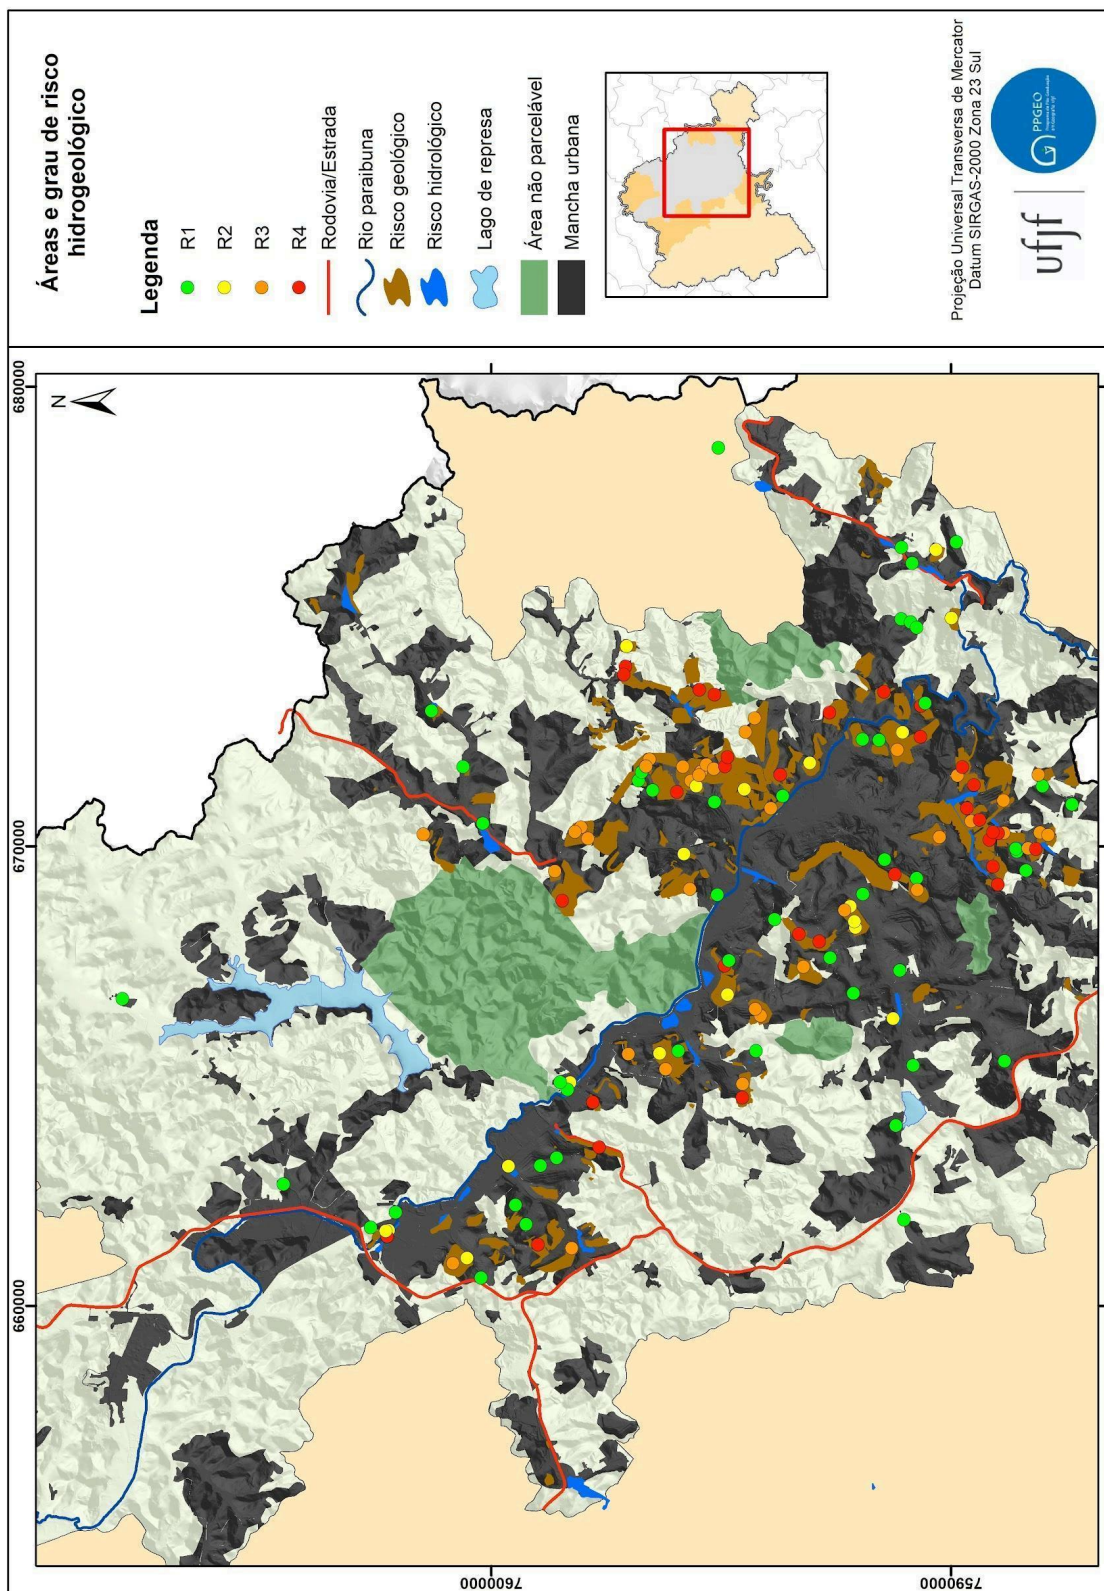 Áreas e grau de risco
hidrogeológico
Legenda
R1
R2
R3
R4
Rodovia/Estrada
Rio paraibuna
Risco geológico
Risco hidrológico
Lago de represa
Área não parcelável
Mancha urbana
Projeção Universal Transversa de Mercator
Datum SIRGAS-2000 Zona 23 Sul
ufjf
PPGEO
N
660000
670000
680000
7600000
7590000